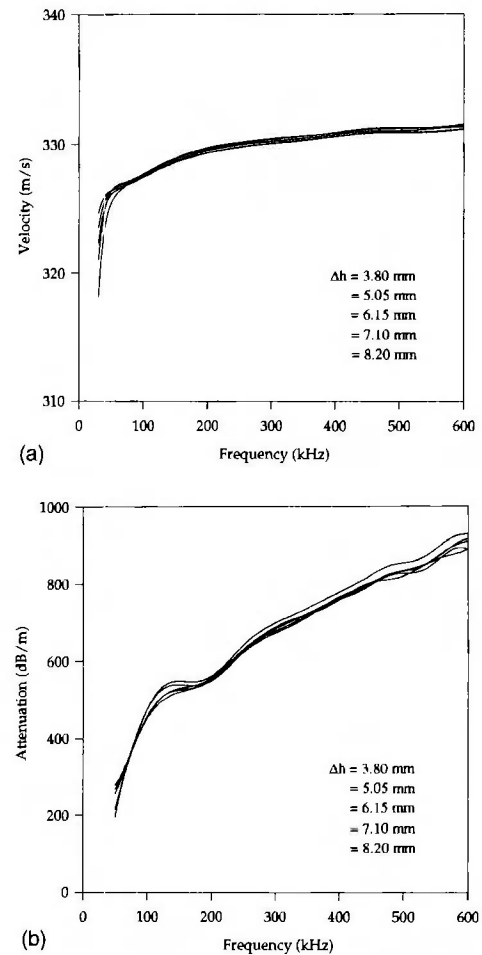 340
330
320
310
Velocity (m/s)
Δh = 3.80 mm
= 5.05 mm
= 6.15 mm
= 7.10 mm
= 8.20 mm
0 100 200 300 400 500 600
(a) Frequency (kHz)
1000
800
600
400
200
0
Attenuation (dB/m)
Δh = 3.80 mm
= 5.05 mm
= 6.15 mm
= 7.10 mm
= 8.20 mm
0 100 200 300 400 500 600
(b) Frequency (kHz)